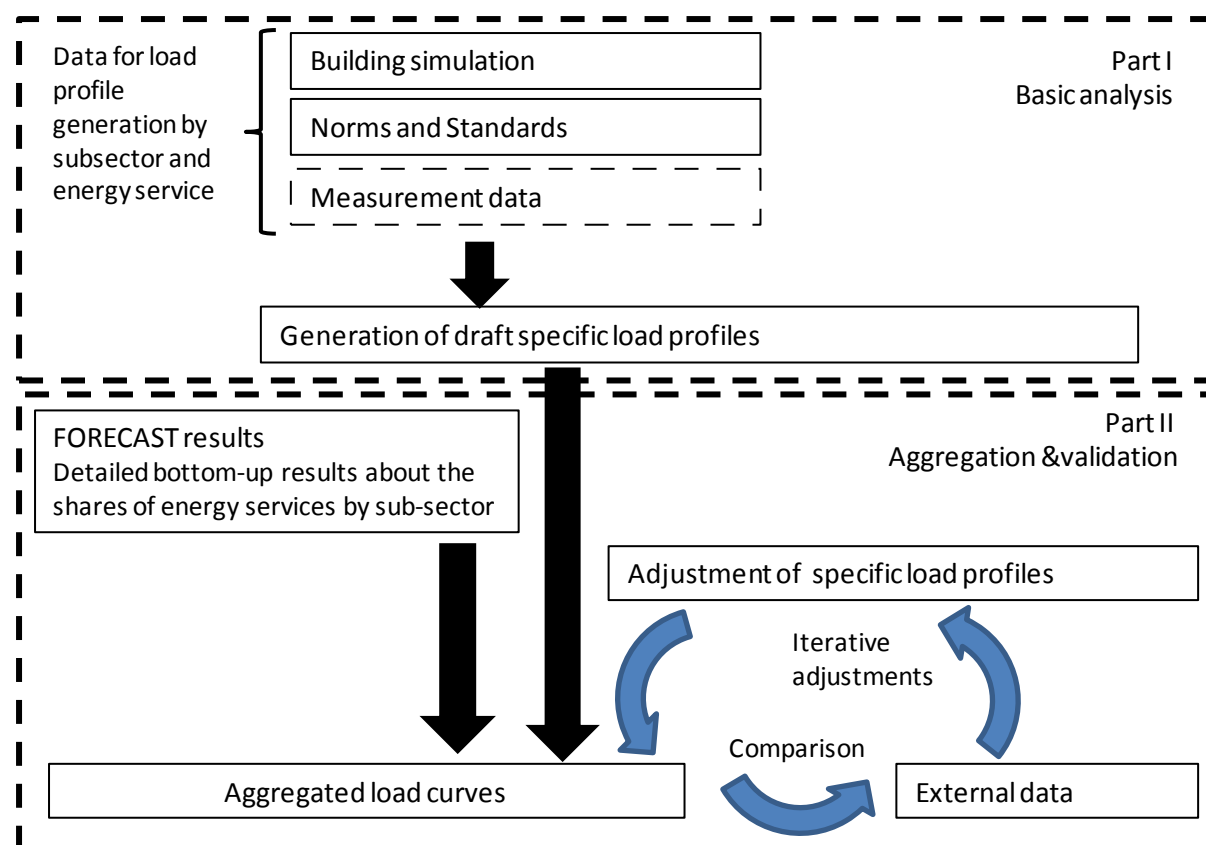 Data for load
profile
generation by
subsector and
energy service
Building simulation
Norms and Standards
Measurement data
Part I
Basic analysis
Generation of draft specific load profiles
Part II
Aggregation &validation
FORECAST results
Detailed bottom-up results about the
shares of energy services by sub-sector
Adjustment of specific load profiles
Iterative
adjustments
Comparison
Aggregated load curves
External data